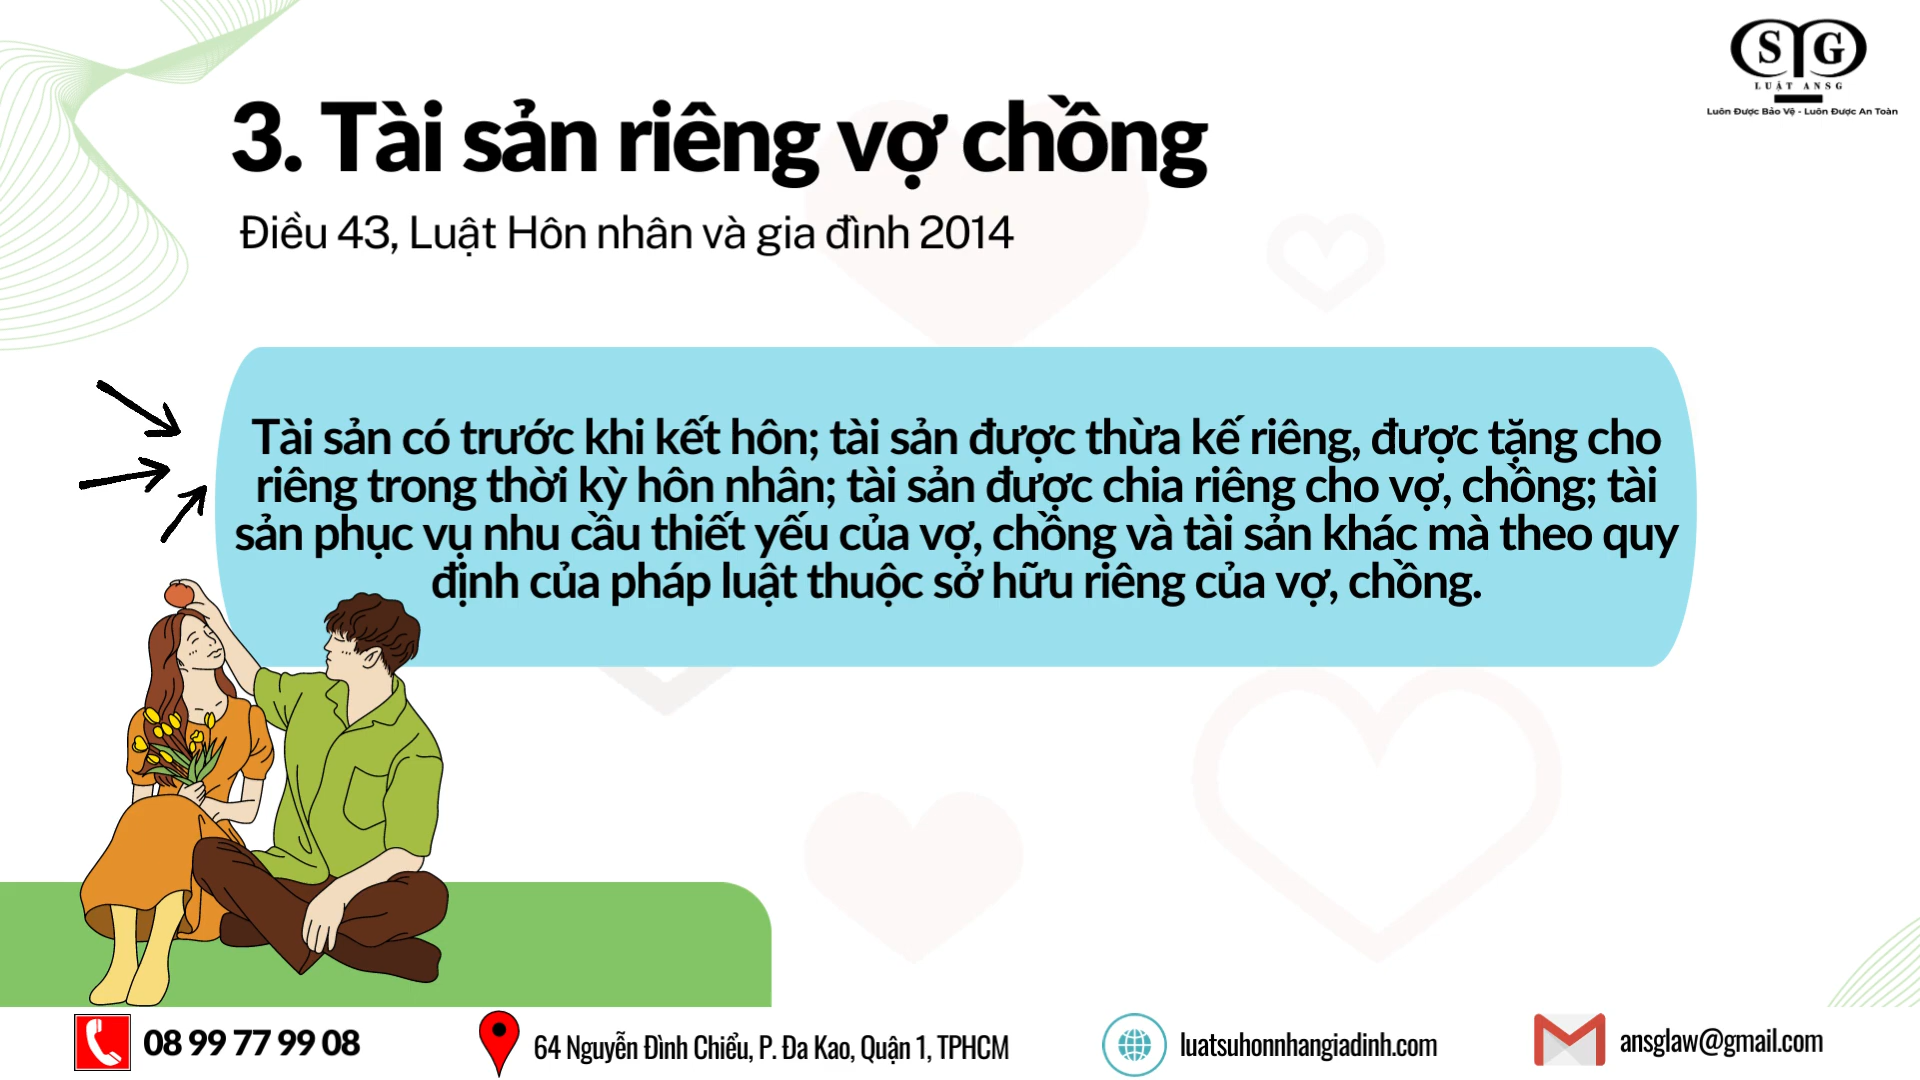 S G
LUẬT ANSG
Luôn Được Bảo Vệ - Luôn Được An Toàn
3. Tài sản riêng vợ chồng
Điều 43, Luật Hôn nhân và gia đình 2014
Tài sản có trước khi kết hôn; tài sản được thừa kế riêng, được tặng cho
riêng trong thời kỳ hôn nhân; tài sản được chia riêng cho vợ, chồng; tài
sản phục vụ nhu cầu thiết yếu của vợ, chồng và tài sản khác mà theo quy
định của pháp luật thuộc sở hữu riêng của vợ, chồng.
08 99 77 99 08
64 Nguyễn Đình Chiểu, P. Đa Kao, Quận 1, TPHCM
luatsuhonnhangiadinh.com
ansglaw@gmail.com